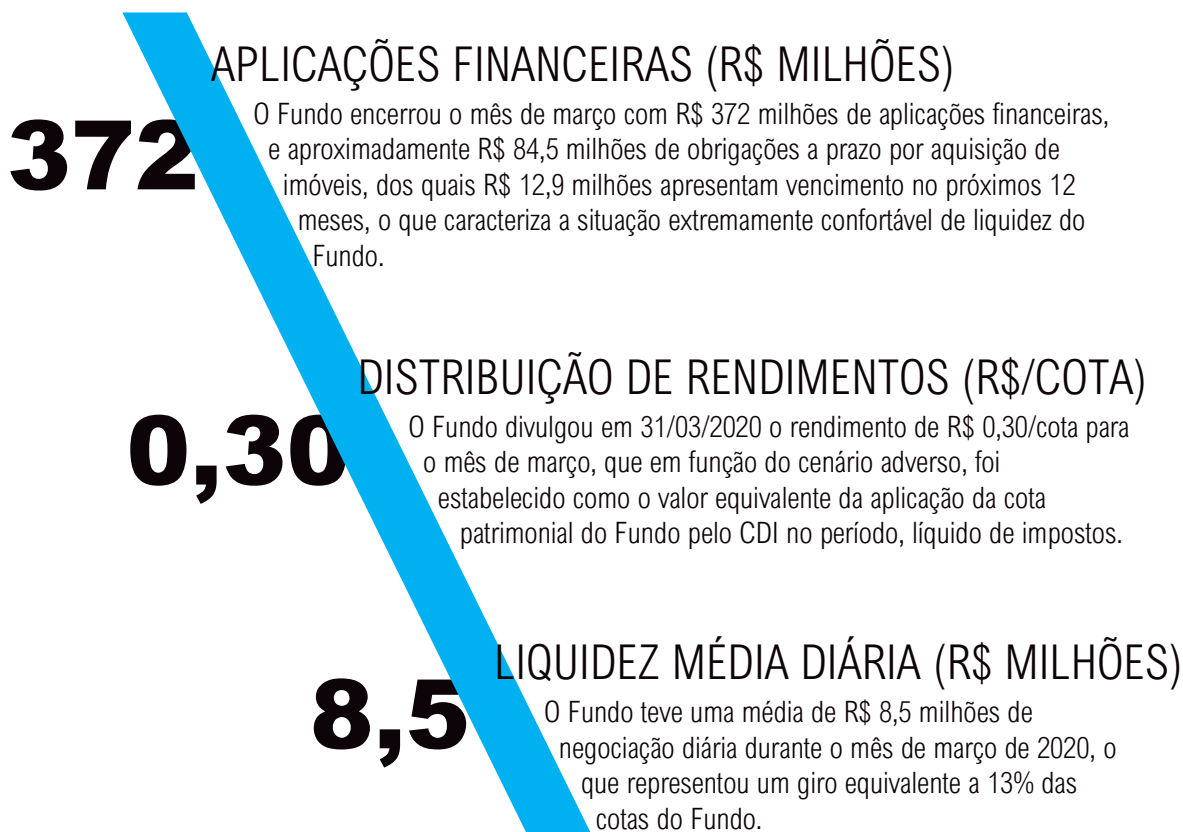 APLICAÇÕES FINANCEIRAS (R$ MILHÕES)
372
O Fundo encerrou o mês de março com R$ 372 milhões de aplicações financeiras,
e aproximadamente R$ 84,5 milhões de obrigações a prazo por aquisição de
imóveis, dos quais R$ 12,9 milhões apresentam vencimento no próximos 12
meses, o que caracteriza a situação extremamente confortável de liquidez do
Fundo.
DISTRIBUIÇÃO DE RENDIMENTOS (R$/COTA)
0,30
O Fundo divulgou em 31/03/2020 o rendimento de R$ 0,30/cota para
o mês de março, que em função do cenário adverso, foi
estabelecido como o valor equivalente da aplicação da cota
patrimonial do Fundo pelo CDI no período, líquido de impostos.
LIQUIDEZ MÉDIA DIÁRIA (R$ MILHÕES)
8,5
O Fundo teve uma média de R$ 8,5 milhões de
negociação diária durante o mês de março de 2020, o
que representou um giro equivalente a 13% das
cotas do Fundo.